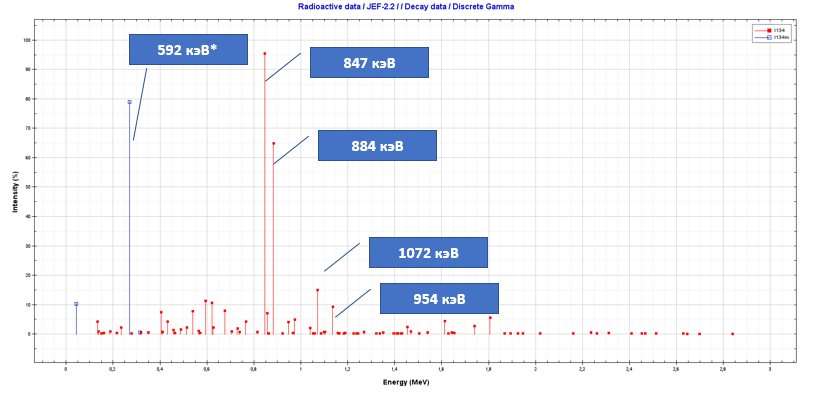 Radioactive data / JEF-2.2 / / Decay data / Discrete Gamma
I134
I134m
592 кэВ*
847 кэВ
884 кэВ
1072 кэВ
954 кэВ
Intensity (%)
100
90
80
70
60
50
40
30
20
10
0
0 0,2 0,4 0,6 0,8 1 1,2 1,4 1,6 1,8 2 2,2 2,4 2,6 2,8 3
Energy (MeV)